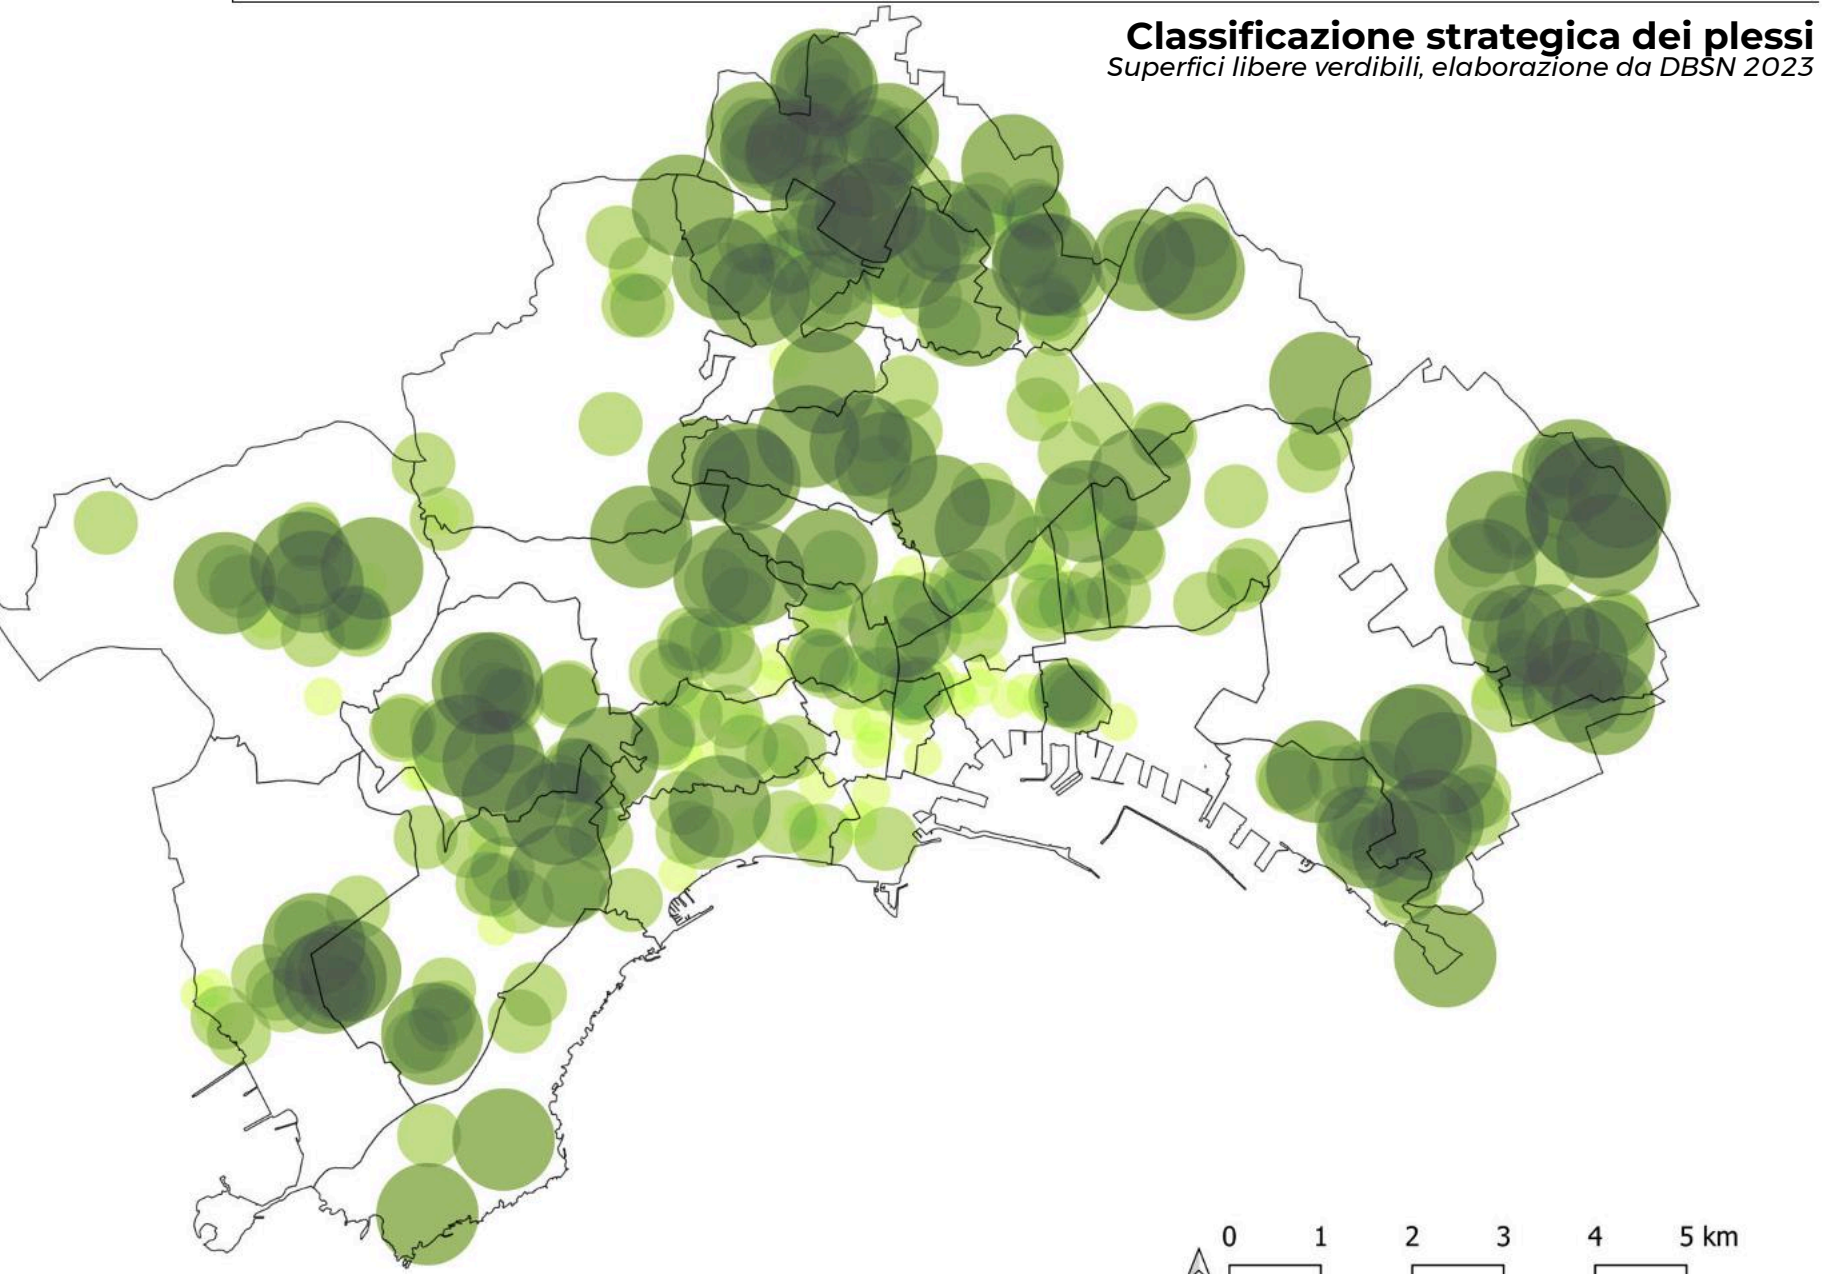 Classificazione strategica dei plessi
Superfici libere verdibili, elaborazione da DBSN 2023
0 1 2 3 4 5 km